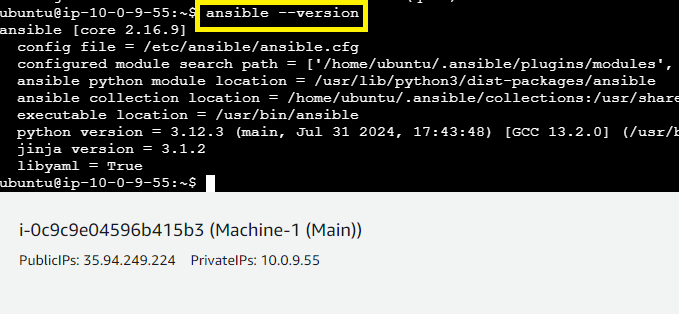 ubuntu@ip-10-0-9-55:~$ ansible --version
ansible [core 2.16.9]
config file = /etc/ansible/ansible.cfg
configured module search path = ['/home/ubuntu/.ansible/plugins/modules',
ansible python module location = /usr/lib/python3/dist-packages/ansible
ansible collection location = /home/ubuntu/.ansible/collections:/usr/share
executable location = /usr/bin/ansible
python version = 3.12.3 (main, Jul 31 2024, 17:43:48) [GCC 13.2.0] (/usr/b
jinja version = 3.1.2
libyaml = True
ubuntu@ip-10-0-9-55:~$
i-0c9c9e04596b415b3 (Machine-1 (Main))
PublicIPs: 35.94.249.224 PrivateIPs: 10.0.9.55